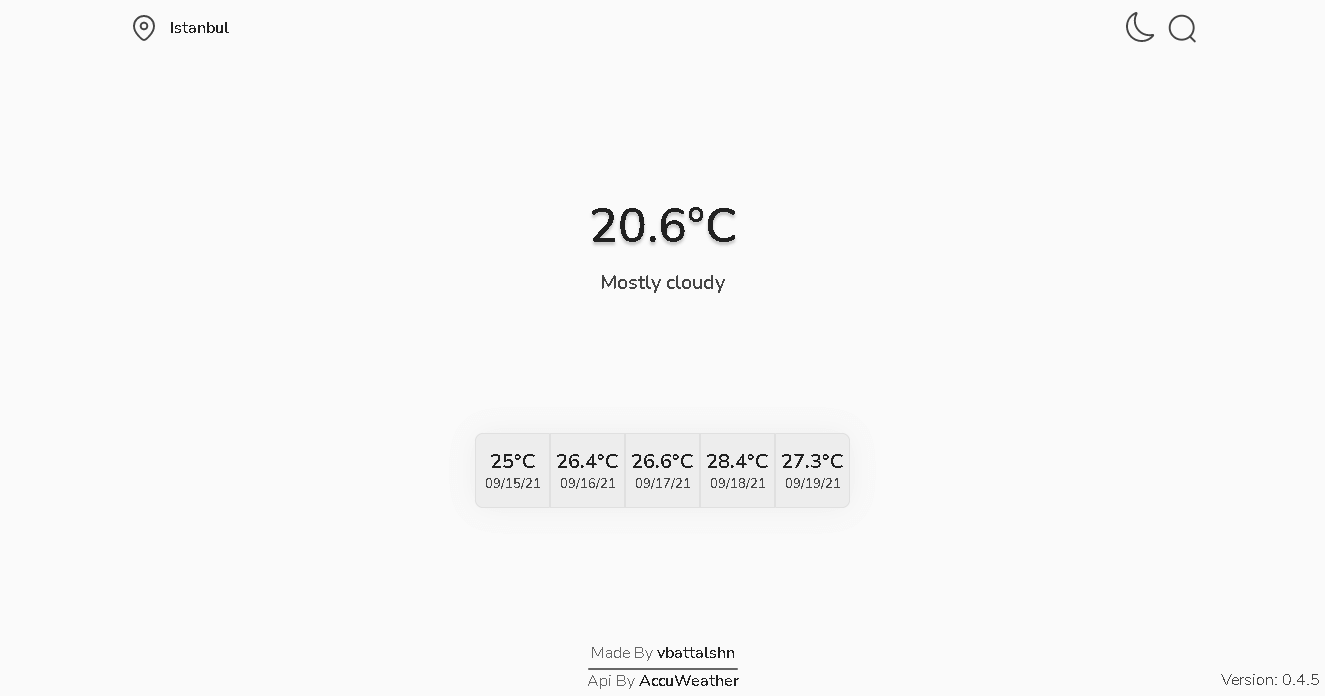 Istanbul
20.6°C
Mostly cloudy
25°C 26.4°C 26.6°C 28.4°C 27.3°C
09/15/21 09/16/21 09/17/21 09/18/21 09/19/21
Made By vbattalshn
Api By AccuWeather
Version: 0.4.5